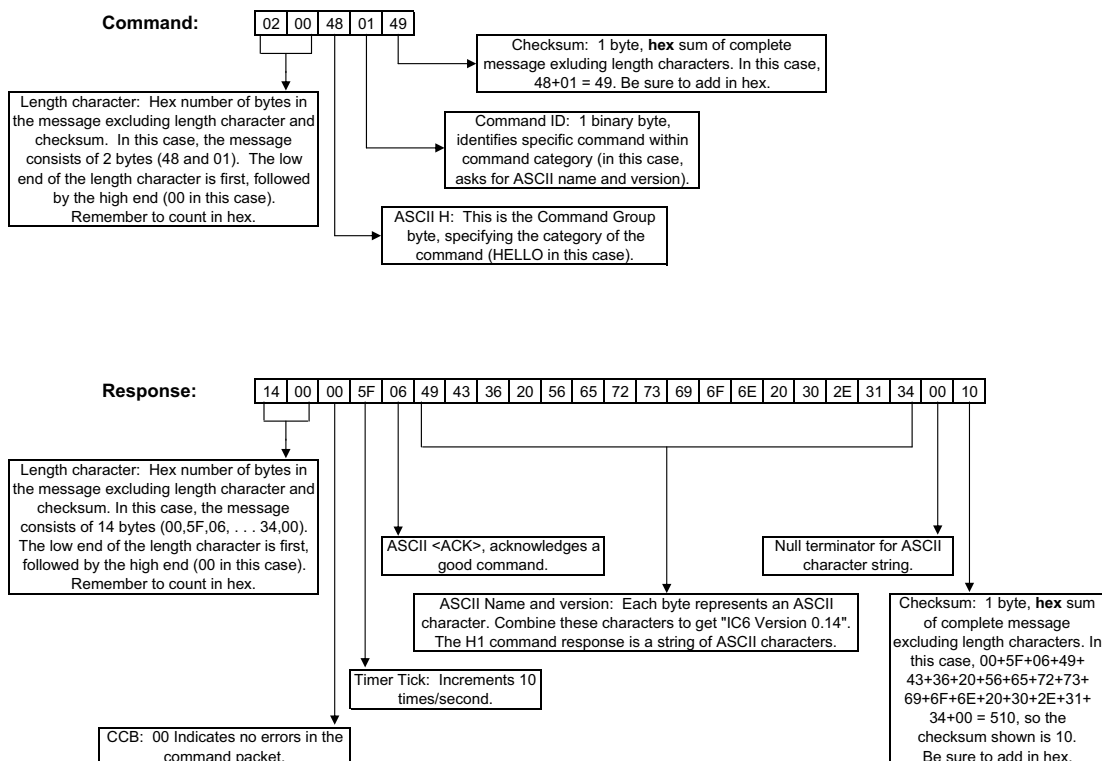 Command:
02 00 48 01 49
Checksum: 1 byte, hex sum of complete
message exluding length characters. In this case,
48+01 = 49. Be sure to add in hex.
Length character: Hex number of bytes in
the message excluding length character and
checksum. In this case, the message
consists of 2 bytes (48 and 01). The low
end of the length character is first, followed
by the high end (00 in this case).
Remember to count in hex.
Command ID: 1 binary byte,
identifies specific command within
command category (in this case,
asks for ASCII name and version).
ASCII H: This is the Command Group
byte, specifying the category of the
command (HELLO in this case).
Response:
14 00 00 5F 06 49 43 36 20 56 65 72 73 69 6F 6E 20 30 2E 31 34 00 10
Length character: Hex number of bytes in
the message excluding length character and
checksum. In this case, the message
consists of 14 bytes (00,5F,06, . . . 34,00).
The low end of the length character is first,
followed by the high end (00 in this case).
Remember to count in hex.
ASCII <ACK>, acknowledges a
good command.
Null terminator for ASCII
character string.
ASCII Name and version: Each byte represents an ASCII
character. Combine these characters to get "IC6 Version 0.14".
The H1 command response is a string of ASCII characters.
Checksum: 1 byte, hex sum
of complete message
excluding length characters. In
this case, 00+5F+06+49+
43+36+20+56+65+72+73+
69+6F+6E+20+30+2E+31+
34+00 = 510, so the
checksum shown is 10.
Be sure to add in hex.
Timer Tick: Increments 10
times/second.
CCB: 00 Indicates no errors in the
command packet.